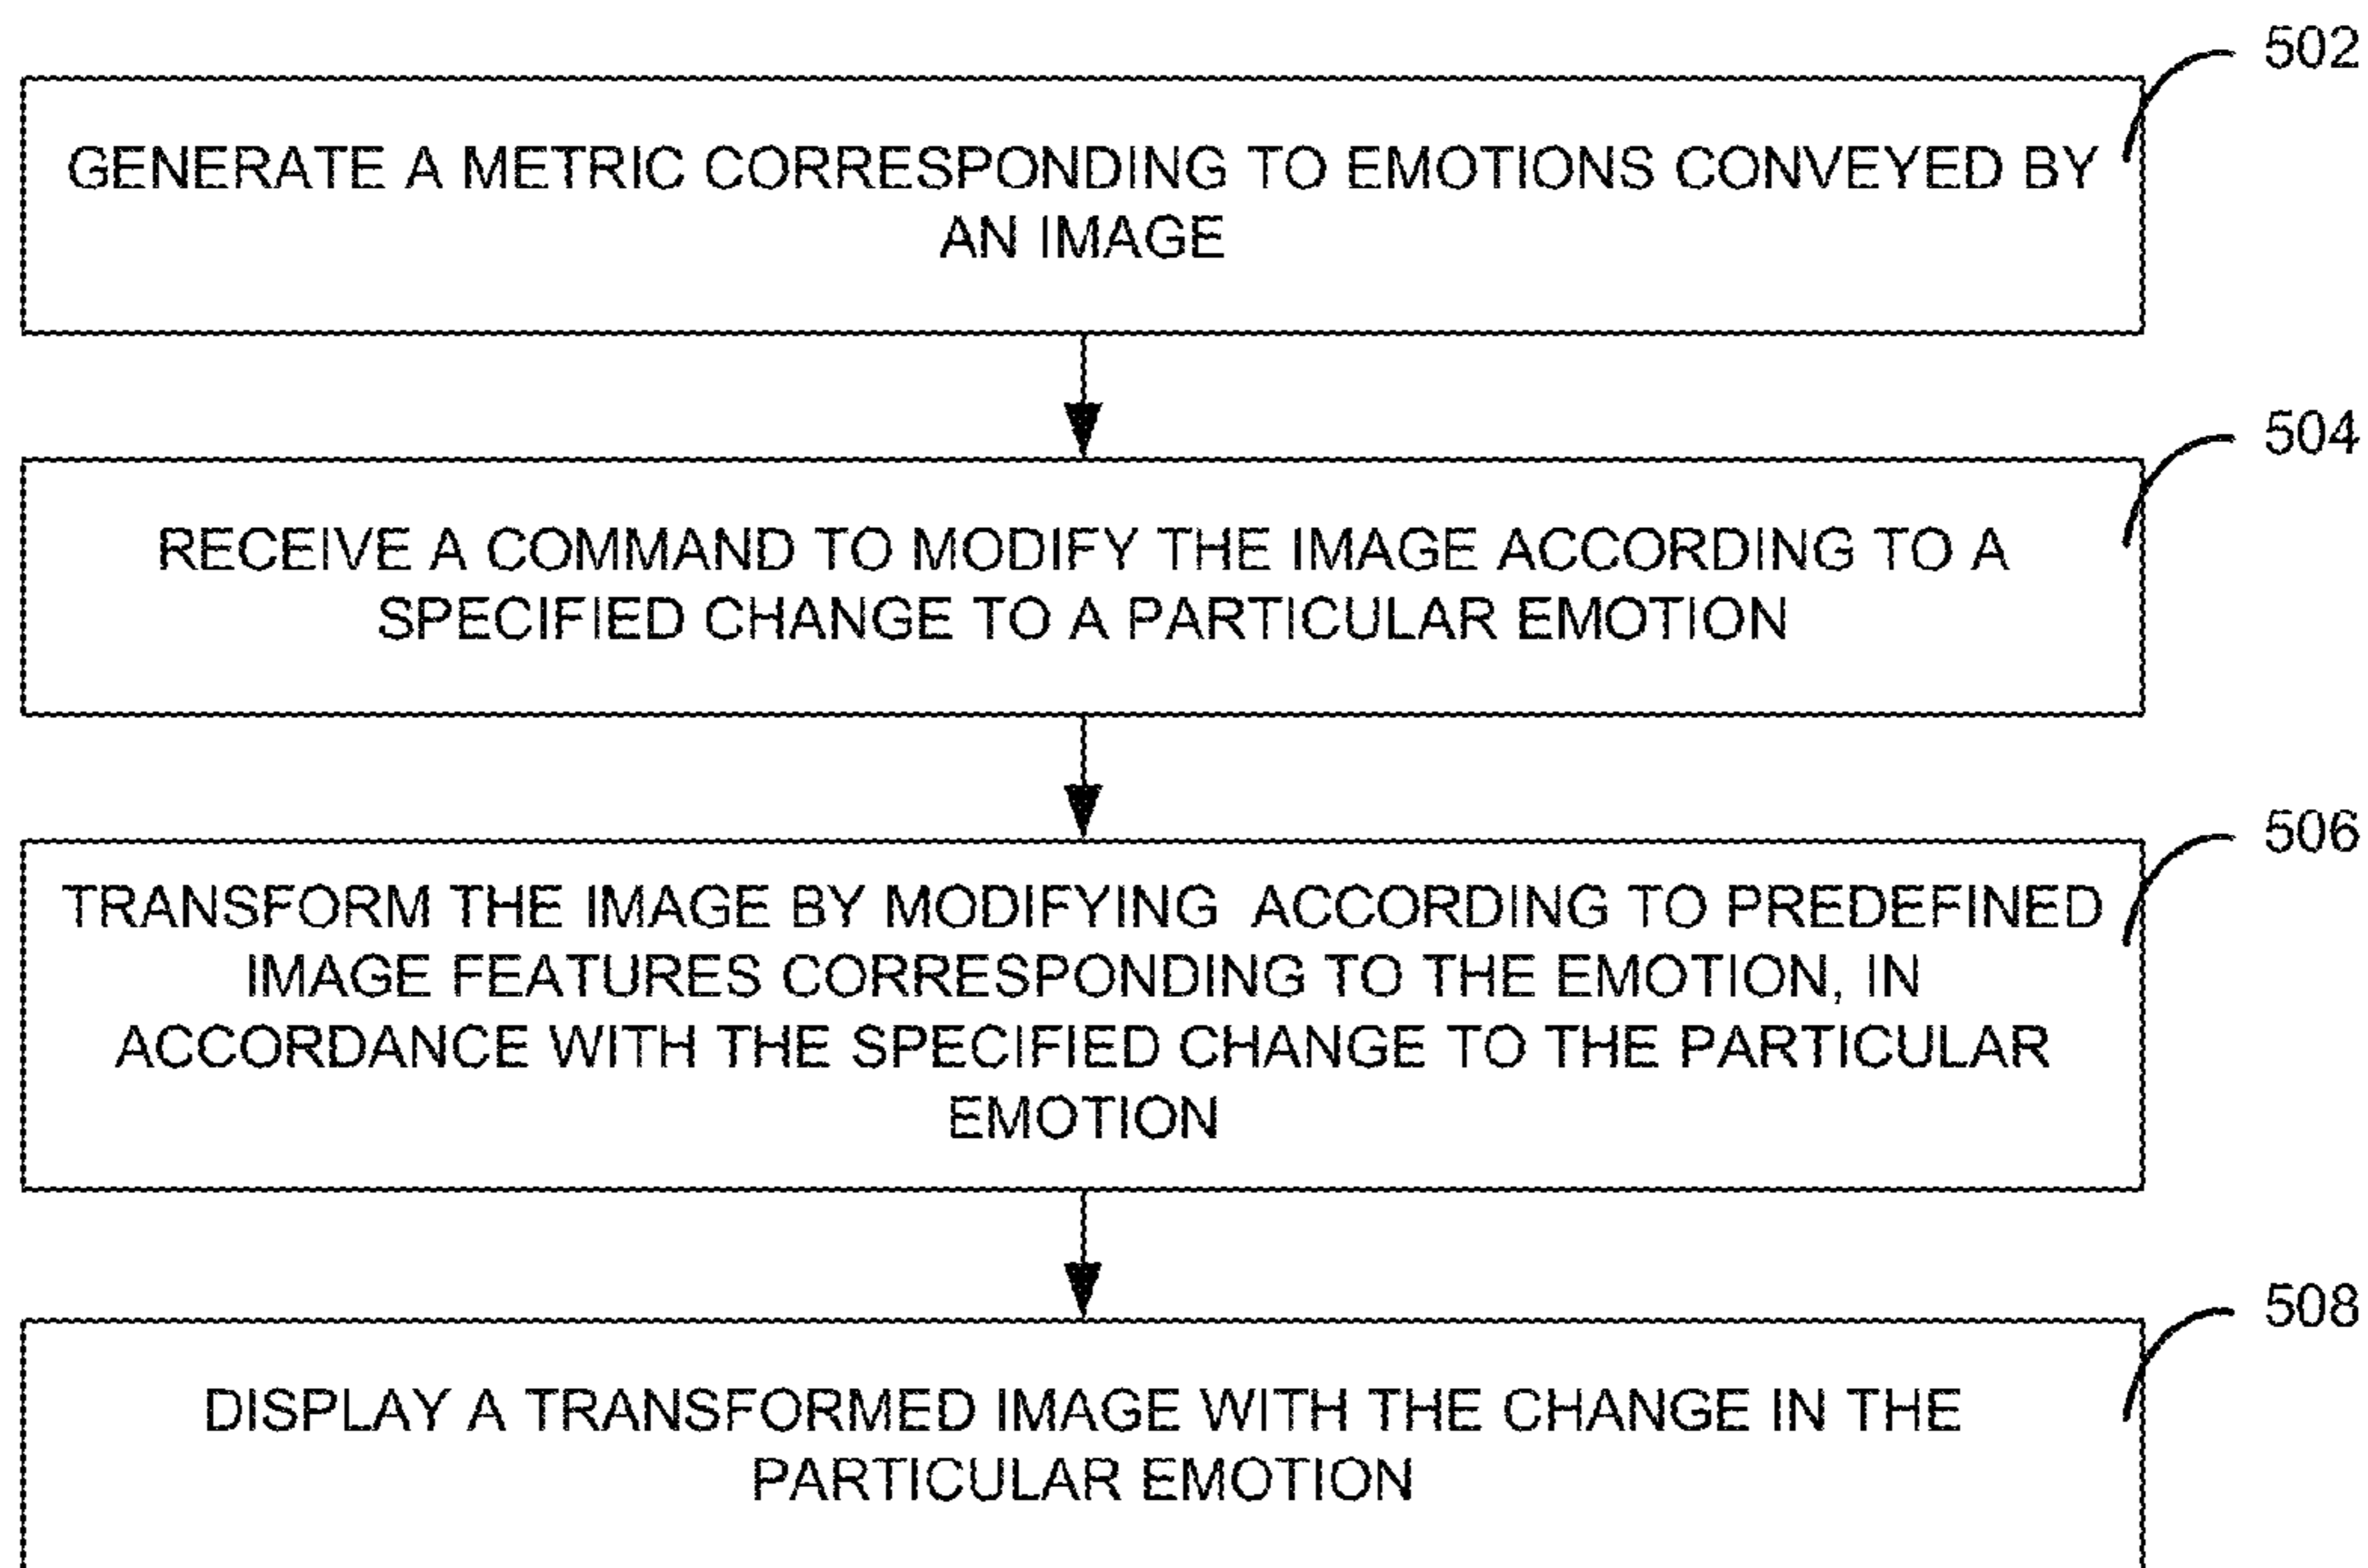 502
GENERATE A METRIC CORRESPONDING TO EMOTIONS CONVEYED BY
AN IMAGE
504
RECEIVE A COMMAND TO MODIFY THE IMAGE ACCORDING TO A
SPECIFIED CHANGE TO A PARTICULAR EMOTION
506
TRANSFORM THE IMAGE BY MODIFYING ACCORDING TO PREDEFINED
IMAGE FEATURES CORRESPONDING TO THE EMOTION, IN
ACCORDANCE WITH THE SPECIFIED CHANGE TO THE PARTICULAR
EMOTION
508
DISPLAY A TRANSFORMED IMAGE WITH THE CHANGE IN THE
PARTICULAR EMOTION